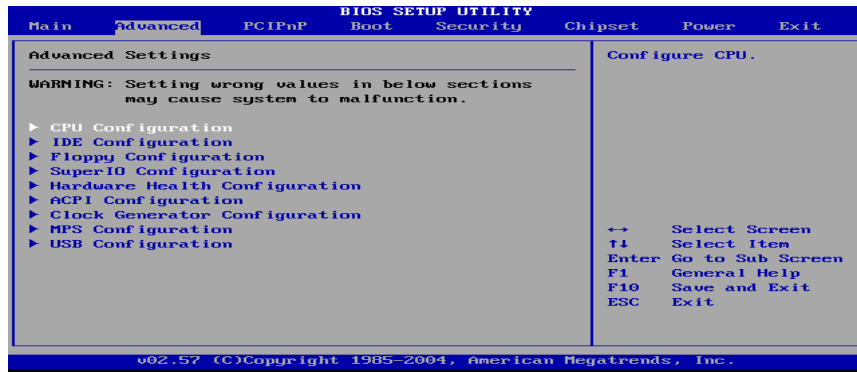 BIOS SETUP UTILITY
Main Advanced PCIPnP Boot Security Chipset Power Exit
Advanced Settings
WARNING: Setting wrong values in below sections
may cause system to malfunction.
▶ CPU Configuration
▶ IDE Configuration
▶ Floppy Configuration
▶ SuperIO Configuration
▶ Hardware Health Configuration
▶ ACPI Configuration
▶ Clock Generator Configuration
▶ MPS Configuration
▶ USB Configuration
Configure CPU.
↔ Select Screen
↑↓ Select Item
Enter Go to Sub Screen
F1 General Help
F10 Save and Exit
ESC Exit
v02.57 (C)Copyright 1985-2004, American Megatrends, Inc.